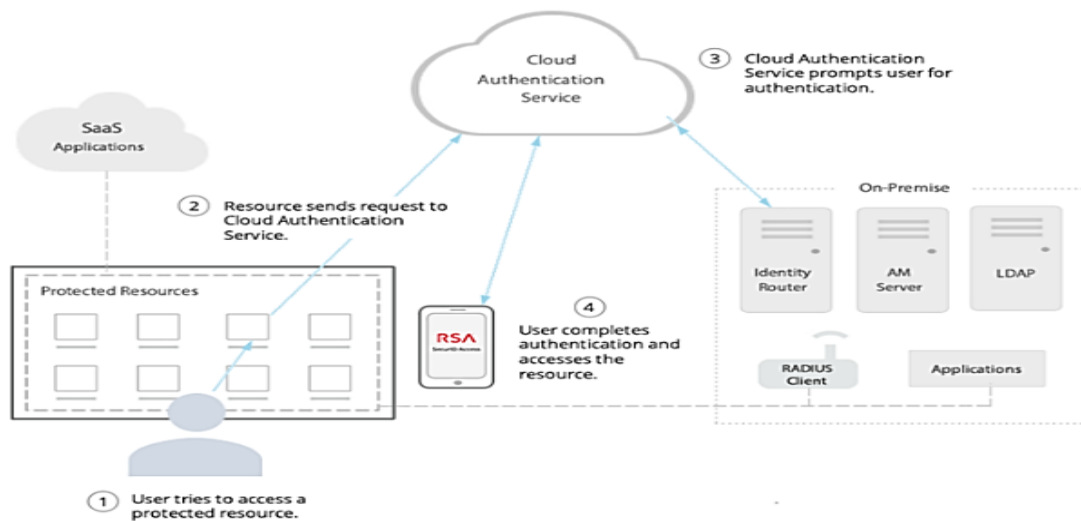 Cloud
Authentication
Service
3 Cloud Authentication
Service prompts user for
authentication.
SaaS
Applications
2 Resource sends request to
Cloud Authentication
Service.
On-Premise
Identity
Router
AM
Server
LDAP
Protected Resources
RSA
SecurID Access
4
User completes
authentication and
accesses the
resource.
RADIUS
Client
Applications
1 User tries to access a
protected resource.